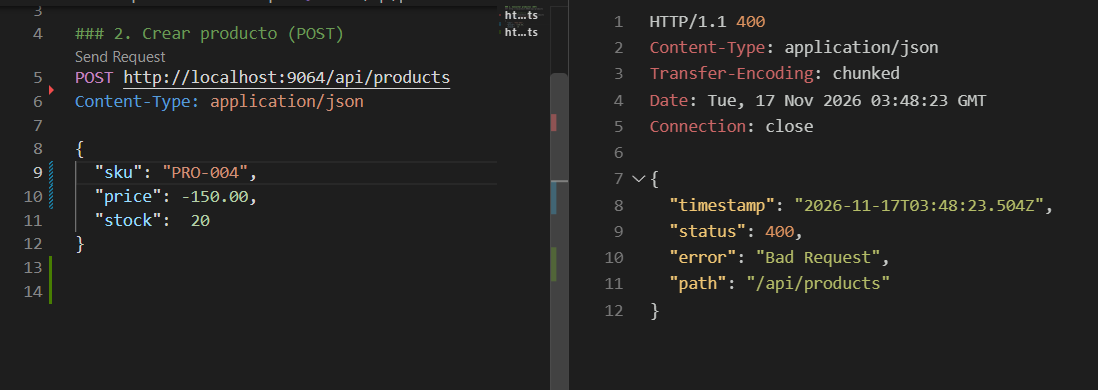 3
4 ### 2. Crear producto (POST)
Send Request
5 POST http://localhost:9064/api/products
6 Content-Type: application/json
7
8 {
9 "sku": "PRO-004",
10 "price": -150.00,
11 "stock":  20
12 }
13
14
ht...ts
ht...ts
1 HTTP/1.1 400
2 Content-Type: application/json
3 Transfer-Encoding: chunked
4 Date: Tue, 17 Nov 2026 03:48:23 GMT
5 Connection: close
6
7 {
8 "timestamp": "2026-11-17T03:48:23.504Z",
9 "status": 400,
10 "error": "Bad Request",
11 "path": "/api/products"
12 }